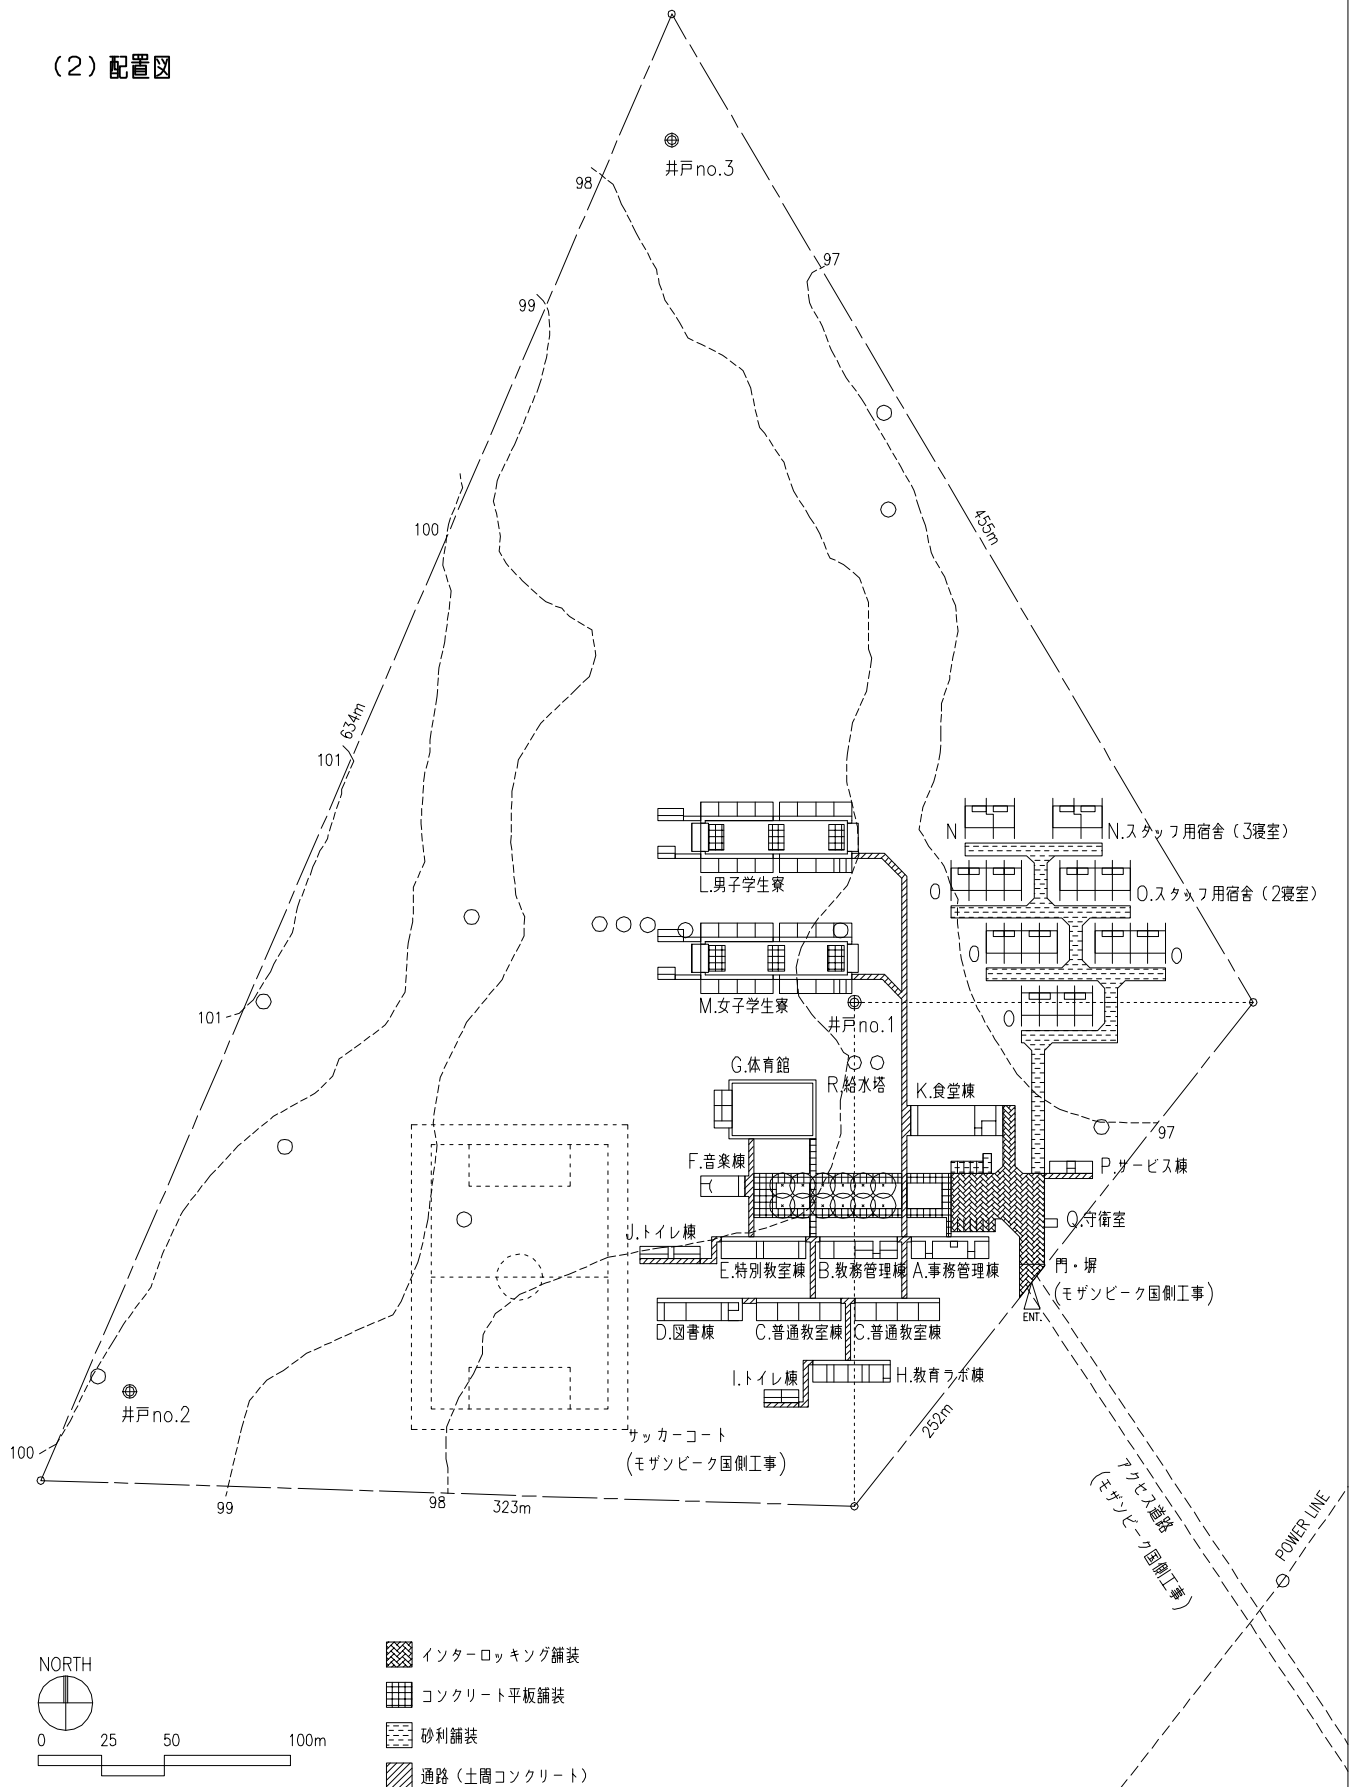 (2) 配置図
井戸no.3
98
97
99
455m
100
634m
101
N
N.スタッフ用宿舎(3寝室)
L.男子学生寮
O
O.スタッフ用宿舎(2寝室)
O
O
M.女子学生寮
101
井戸no.1
O
G.体育館
R.給水塔
K.食堂棟
97
F.音楽棟
P.サービス棟
J.トイレ棟
Q.守衛室
E.特別教室棟
B.教務管理棟
A.事務管理棟
門・塀
(モザンビーク国側工事)
ENT.
D.図書棟
C.普通教室棟
C.普通教室棟
I.トイレ棟
H.教育ラボ棟
井戸no.2
252m
サッカーコート
(モザンビーク国側工事)
100
99
98
323m
アクセス道路
(モザンビーク国側工事)
POWER LINE
NORTH
0 25 50 100m
インターロッキング舗装
コンクリート平板舗装
砂利舗装
通路(土間コンクリート)